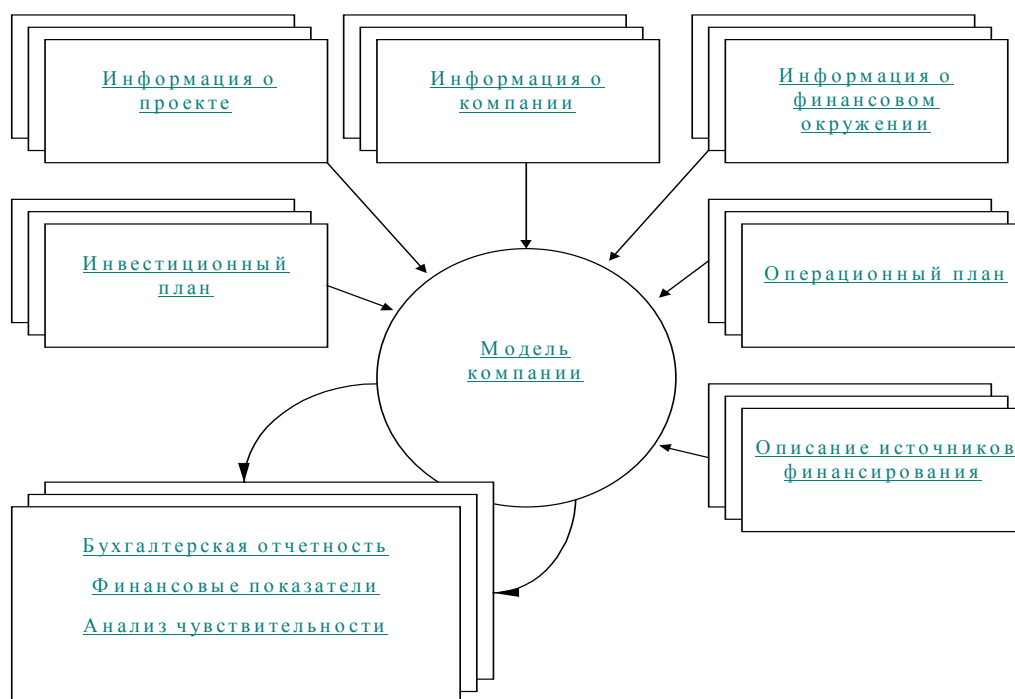 Информация о
проекте
Информация о
компании
Информация о
финансовом
окружении
Инвестиционный
план
Операционный план
Модель
компании
Описание источников
финансирования
Бухгалтерская отчетность
Финансовые показатели
Анализ чувствительности